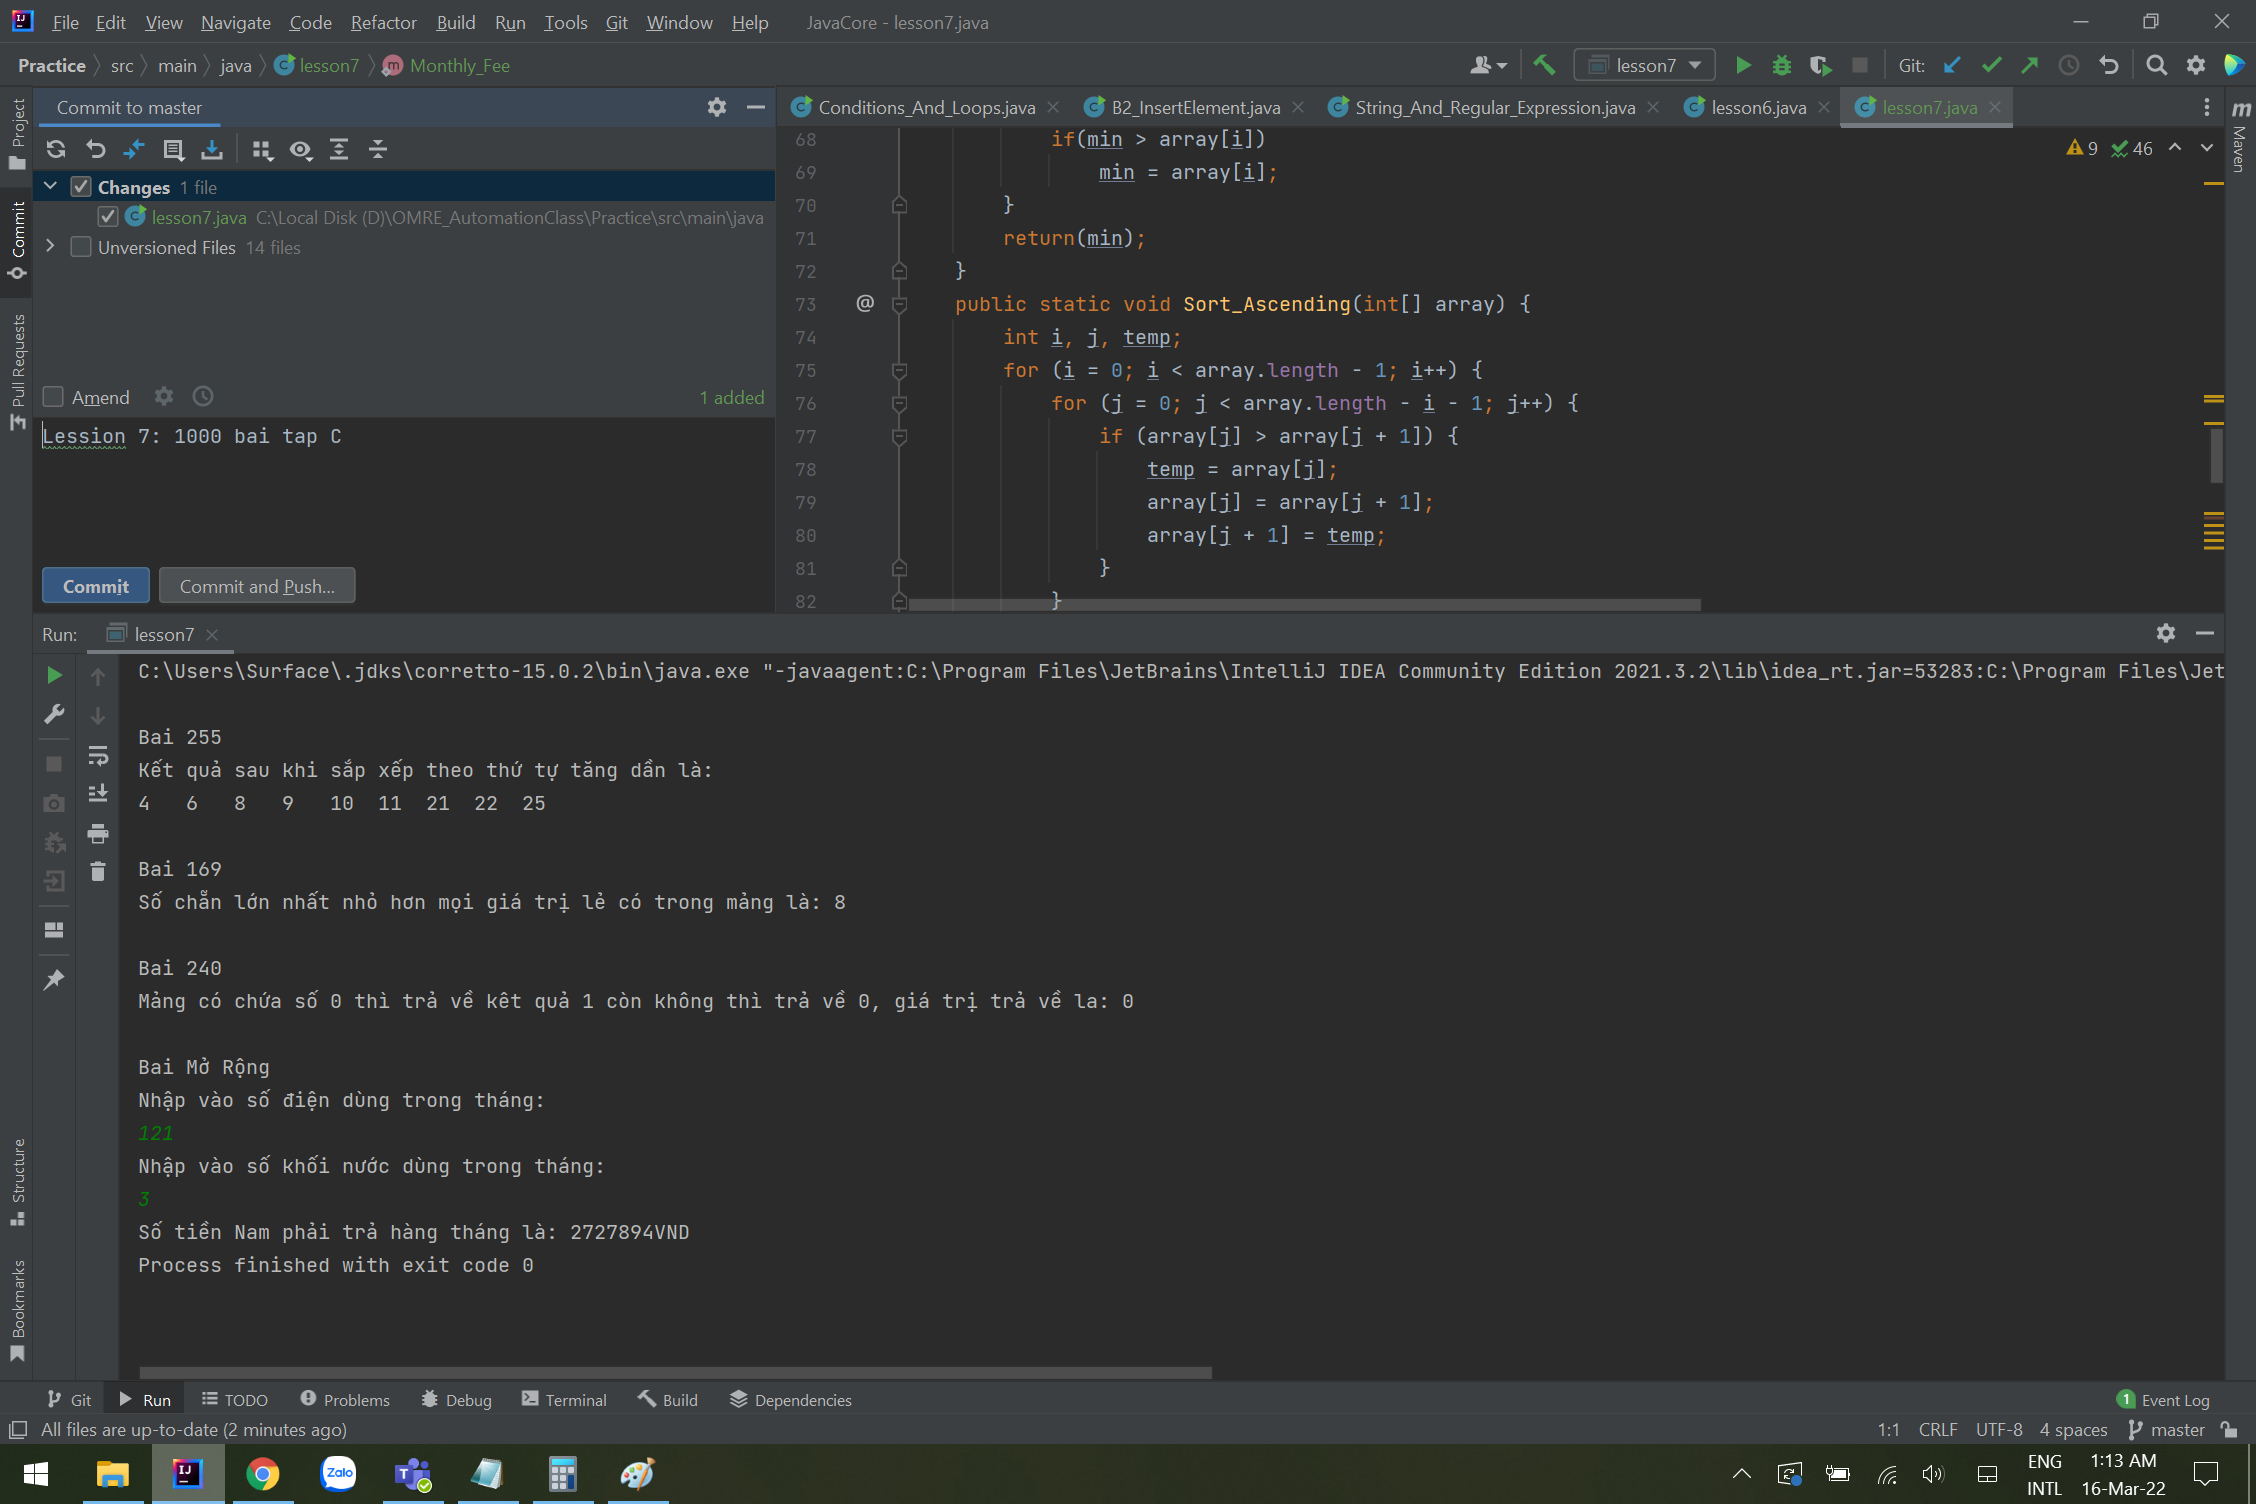 File Edit View Navigate Code Refactor Build Run Tools Git Window Help JavaCore - lesson7.java
Practice src main java lesson7 Monthly_Fee lesson7 Git:
Commit to master
Conditions_And_Loops.java B2_InsertElement.java String_And_Regular_Expression.java lesson6.java lesson7.java
Project
Commit
Pull Requests
Structure
Bookmarks
Maven
Changes 1 file
lesson7.java C:\Local Disk (D)\OMRE_AutomationClass\Practice\src\main\java
Unversioned Files 14 files
Amend 1 added
Lession 7: 1000 bai tap C
Commit Commit and Push...
9 46
68 if(min > array[i])
69 min = array[i];
70 }
71 return(min);
72 }
73 @ public static void Sort_Ascending(int[] array) {
74 int i, j, temp;
75 for (i = 0; i < array.length - 1; i++) {
76 for (j = 0; j < array.length - i - 1; j++) {
77 if (array[j] > array[j + 1]) {
78 temp = array[j];
79 array[j] = array[j + 1];
80 array[j + 1] = temp;
81 }
82 }
Run: lesson7
C:\Users\Surface\.jdks\corretto-15.0.2\bin\java.exe "-javaagent:C:\Program Files\JetBrains\IntelliJ IDEA Community Edition 2021.3.2\lib\idea_rt.jar=53283:C:\Program Files\Jet
Bai 255
Kết quả sau khi sắp xếp theo thứ tự tăng dần là:
4 6 8 9 10 11 21 22 25
Bai 169
Số chẵn lớn nhất nhỏ hơn mọi giá trị lẻ có trong mảng là: 8
Bai 240
Mảng có chứa số 0 thì trả về kêt quả 1 còn không thì trả về 0, giá trị trả về la: 0
Bai Mở Rộng
Nhập vào số điện dùng trong tháng:
121
Nhập vào số khối nước dùng trong tháng:
3
Số tiền Nam phải trả hàng tháng là: 2727894VND
Process finished with exit code 0
Git Run TODO Problems Debug Terminal Build Dependencies 1 Event Log
All files are up-to-date (2 minutes ago) 1:1 CRLF UTF-8 4 spaces master
Zalo
ENG 1:13 AM
INTL 16-Mar-22